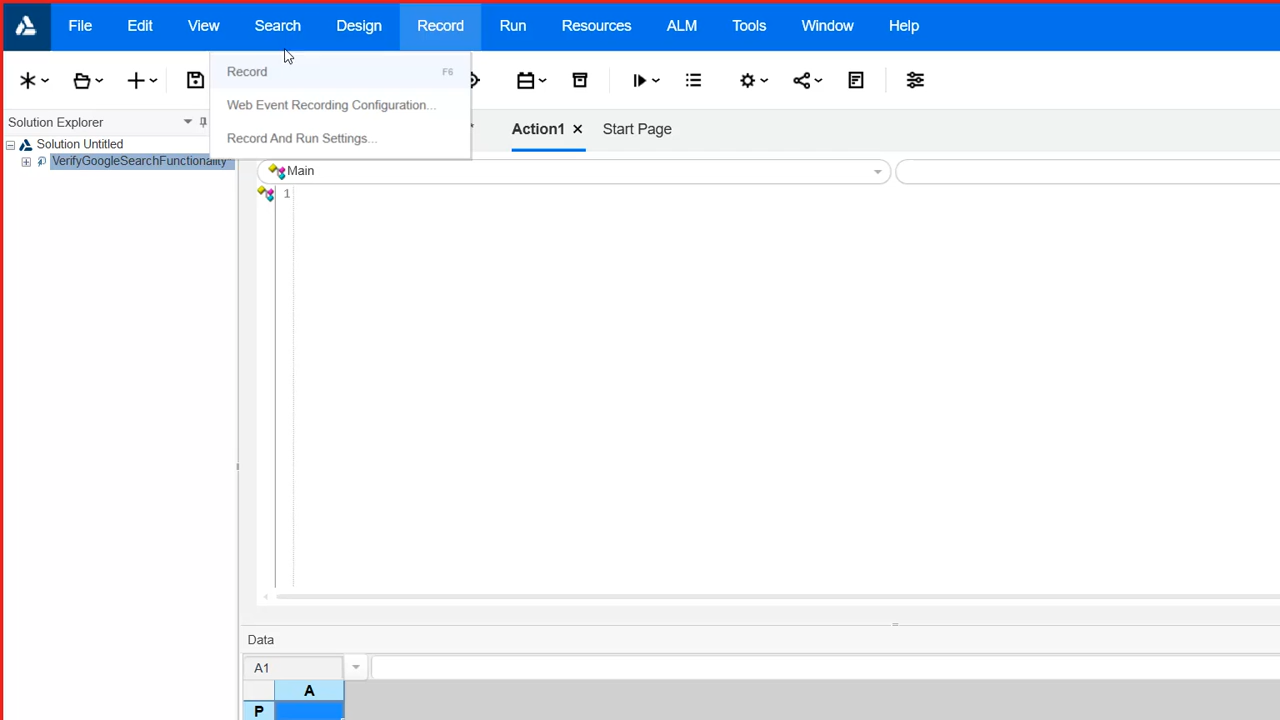 File Edit View Search Design Record Run Resources ALM Tools Window Help
Record F6
Web Event Recording Configuration...
Record And Run Settings...
Solution Explorer
Solution Untitled
VerifyGoogleSearchFunctionality
Action1 Start Page
Main
1
Data
A1
A
P